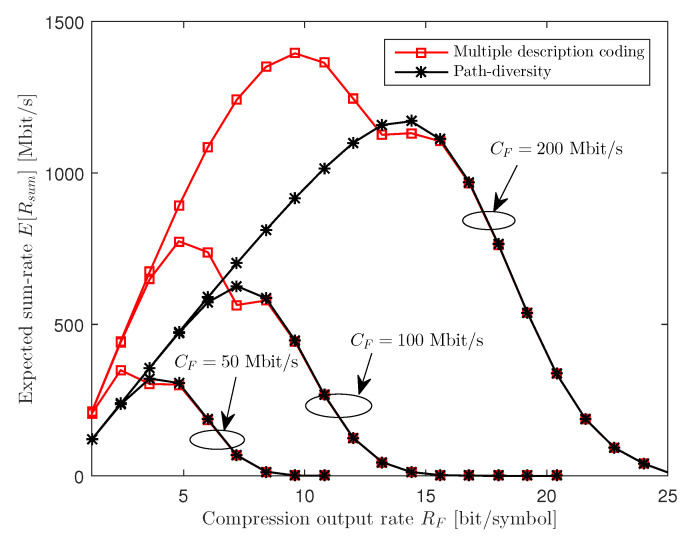 1500
1000
500
0
Expected sum-rate E[R_sum] [Mbit/s]
Multiple description coding
Path-diversity
C_F = 200 Mbit/s
C_F = 100 Mbit/s
C_F = 50 Mbit/s
5 10 15 20 25
Compression output rate R_F [bit/symbol]